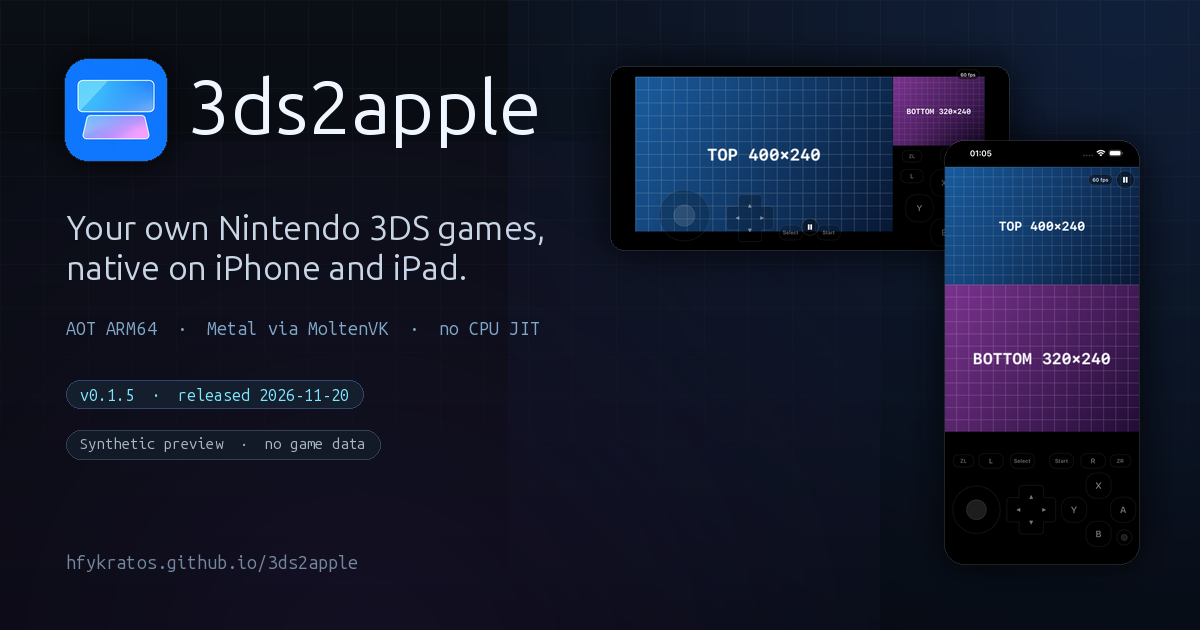 3ds2apple
Your own Nintendo 3DS games,
native on iPhone and iPad.
AOT ARM64 · Metal via MoltenVK · no CPU JIT
v0.1.5 · released 2026-11-20
Synthetic preview · no game data
hfykratos.github.io/3ds2apple
60 fps
TOP 400×240
BOTTOM 320×240
ZL
L
X
Y
Select
Start
01:05
60 fps
TOP 400×240
BOTTOM 320×240
ZL L Select Start R ZR
X
Y A
B